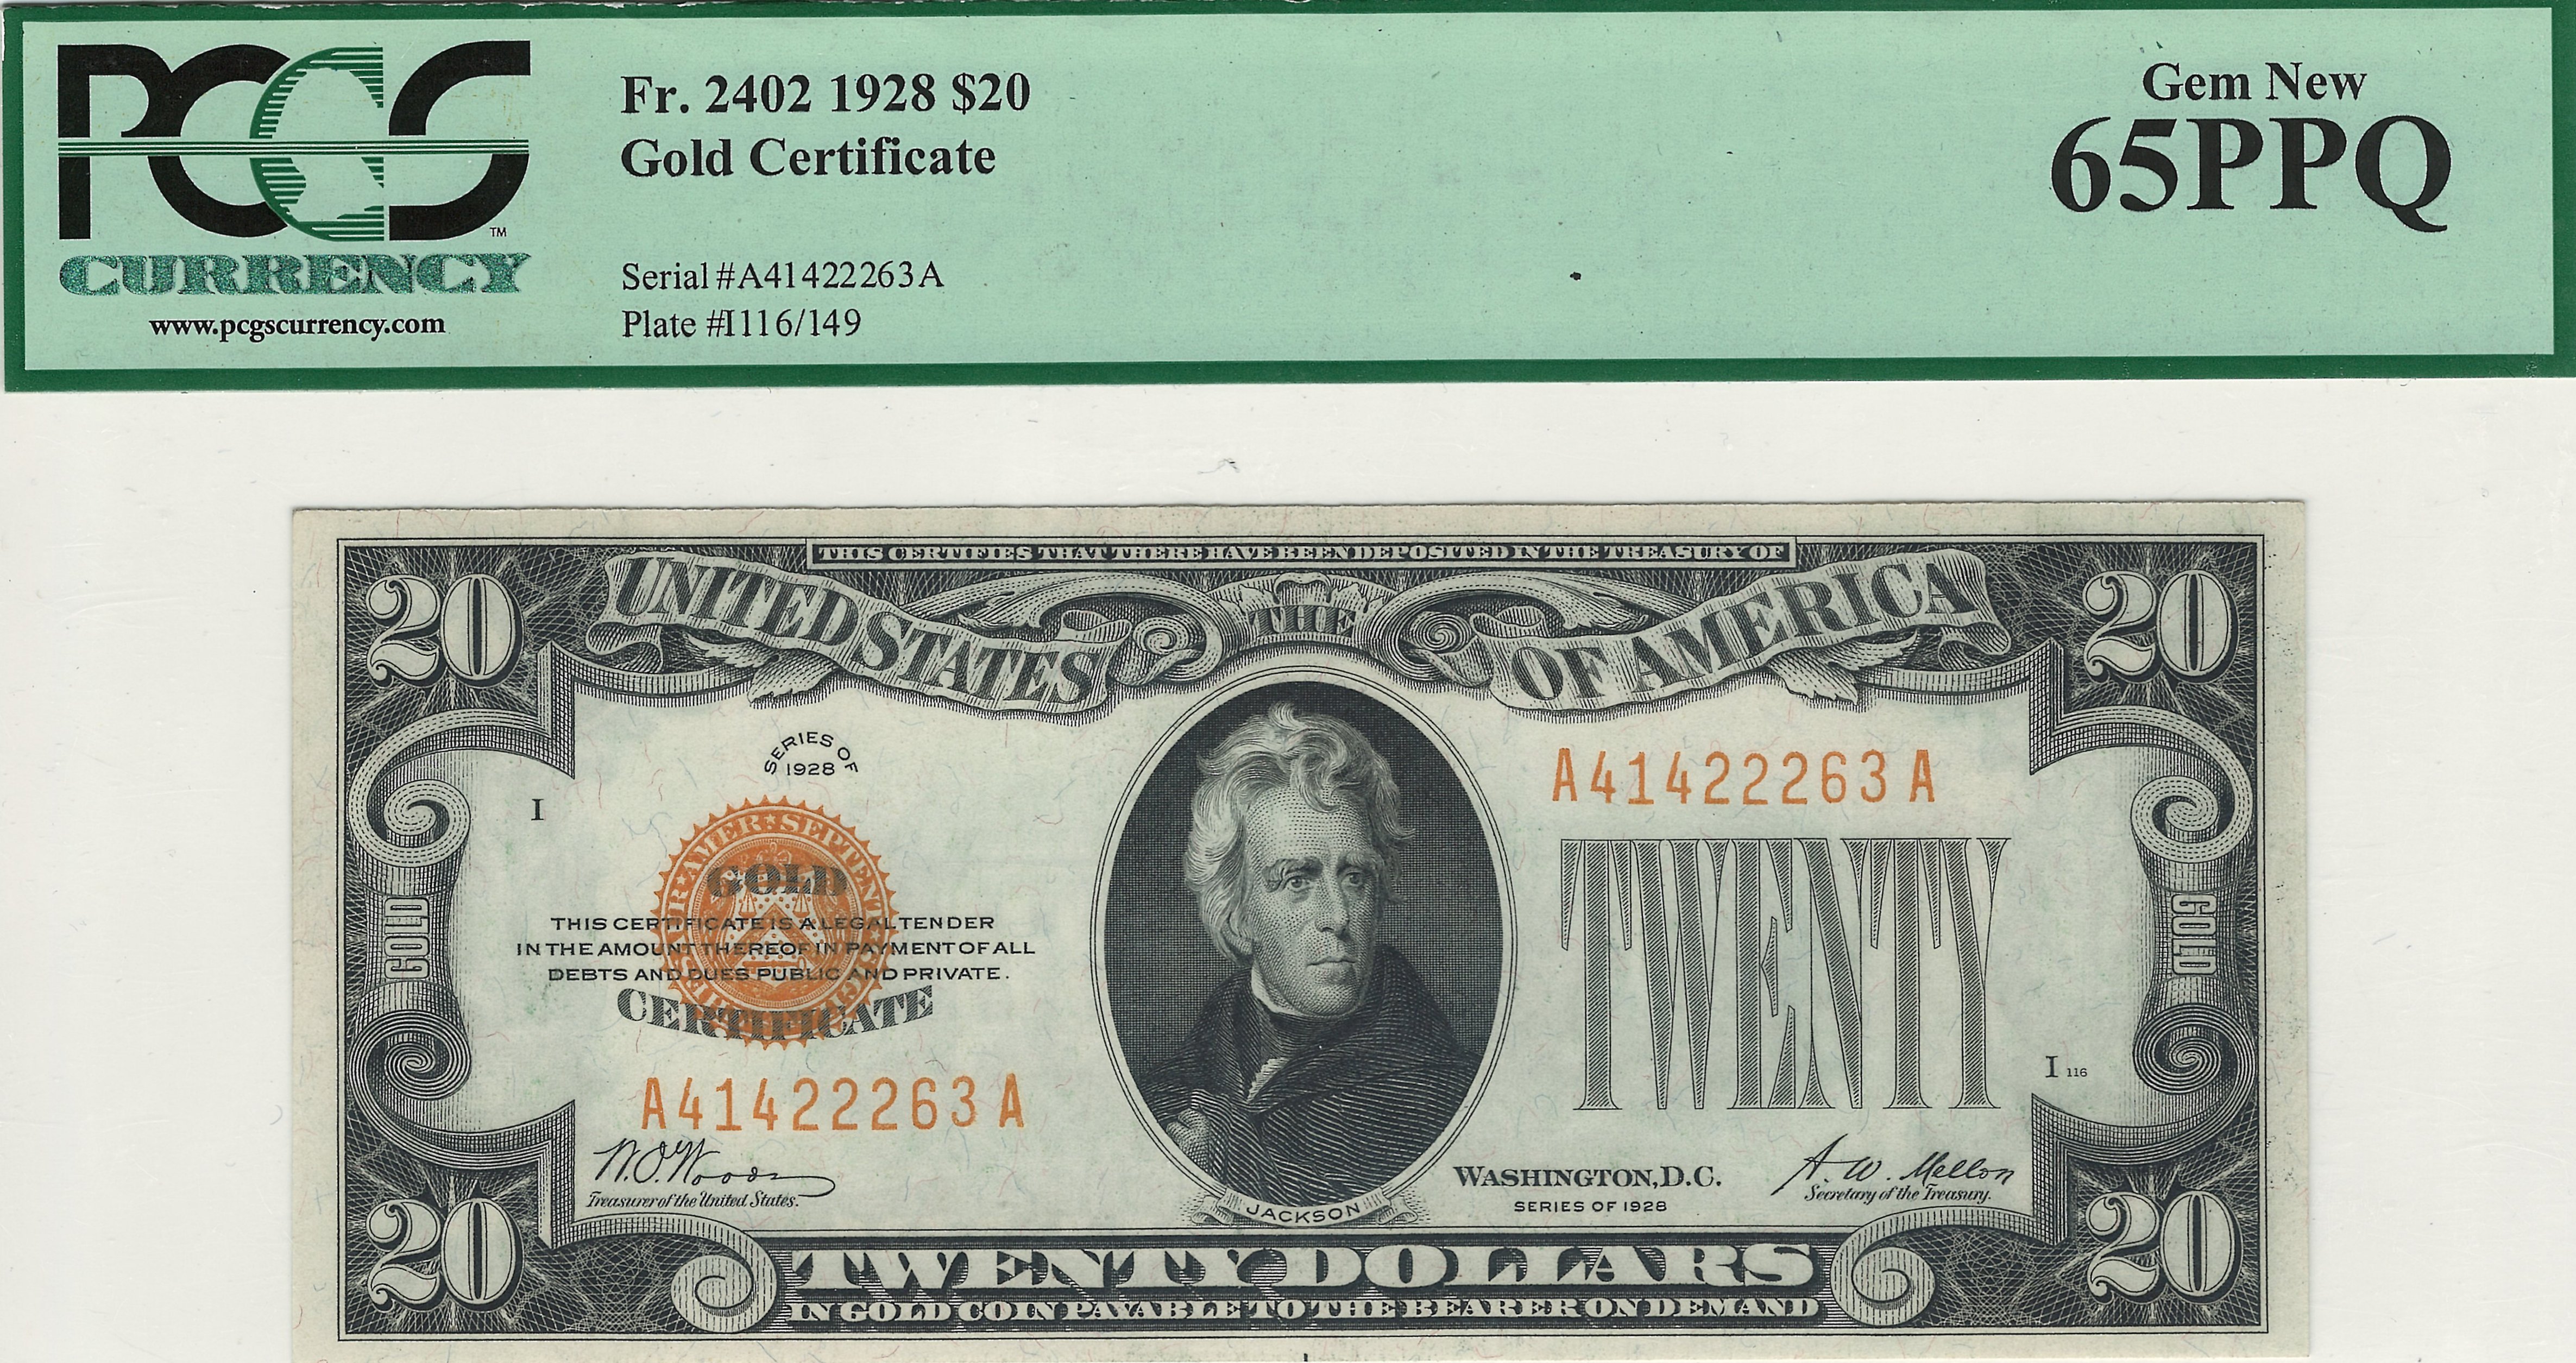 PCGS
TM
CURRENCY
www.pcgscurrency.com
Fr. 2402 1928 $20
Gold Certificate
Serial #A41422263A
Plate #I116/149
Gem New
65PPQ
THIS CERTIFIES THAT THERE HAVE BEEN DEPOSITED IN THE TREASURY OF
20
20
THE
UNITED STATES
OF AMERICA
SERIES OF
1928
A41422263A
I
GOLD
TWENTY
GOLD
GOLD
THIS CERTIFICATE IS A LEGAL TENDER
IN THE AMOUNT THEREOF IN PAYMENT OF ALL
DEBTS AND DUES PUBLIC AND PRIVATE.
CERTIFICATE
I 116
A41422263A
W.O. Woods
Treasurer of the United States.
WASHINGTON, D.C.
SERIES OF 1928
A. W. Mellon
Secretary of the Treasury.
JACKSON
20
20
TWENTY DOLLARS
IN GOLD COIN PAYABLE TO THE BEARER ON DEMAND